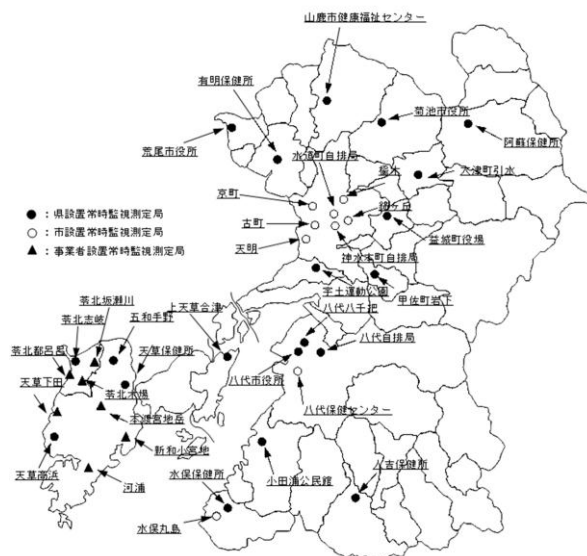 山鹿市健康福祉センター
有明保健所
菊池市役所
荒尾市役所
水道町自排局
阿蘇保健所
楡木
大津町引水
京町
錦ヶ丘
●：県設置常時監視測定局
古町
益城町役場
○：市設置常時監視測定局
天明
▲：事業者設置常時監視測定局
神水本町自排局
苓北坂瀬川
宇土運動公園
甲佐町岩下
苓北志岐
五和手野
上天草合津
八代八千把
苓北都呂々
天草保健所
八代自排局
天草下田
苓北木場
八代市役所
本渡宮地岳
八代保健センター
新和小宮地
天草高浜
水俣保健所
小田浦公民館
人吉保健所
河浦
水俣丸島